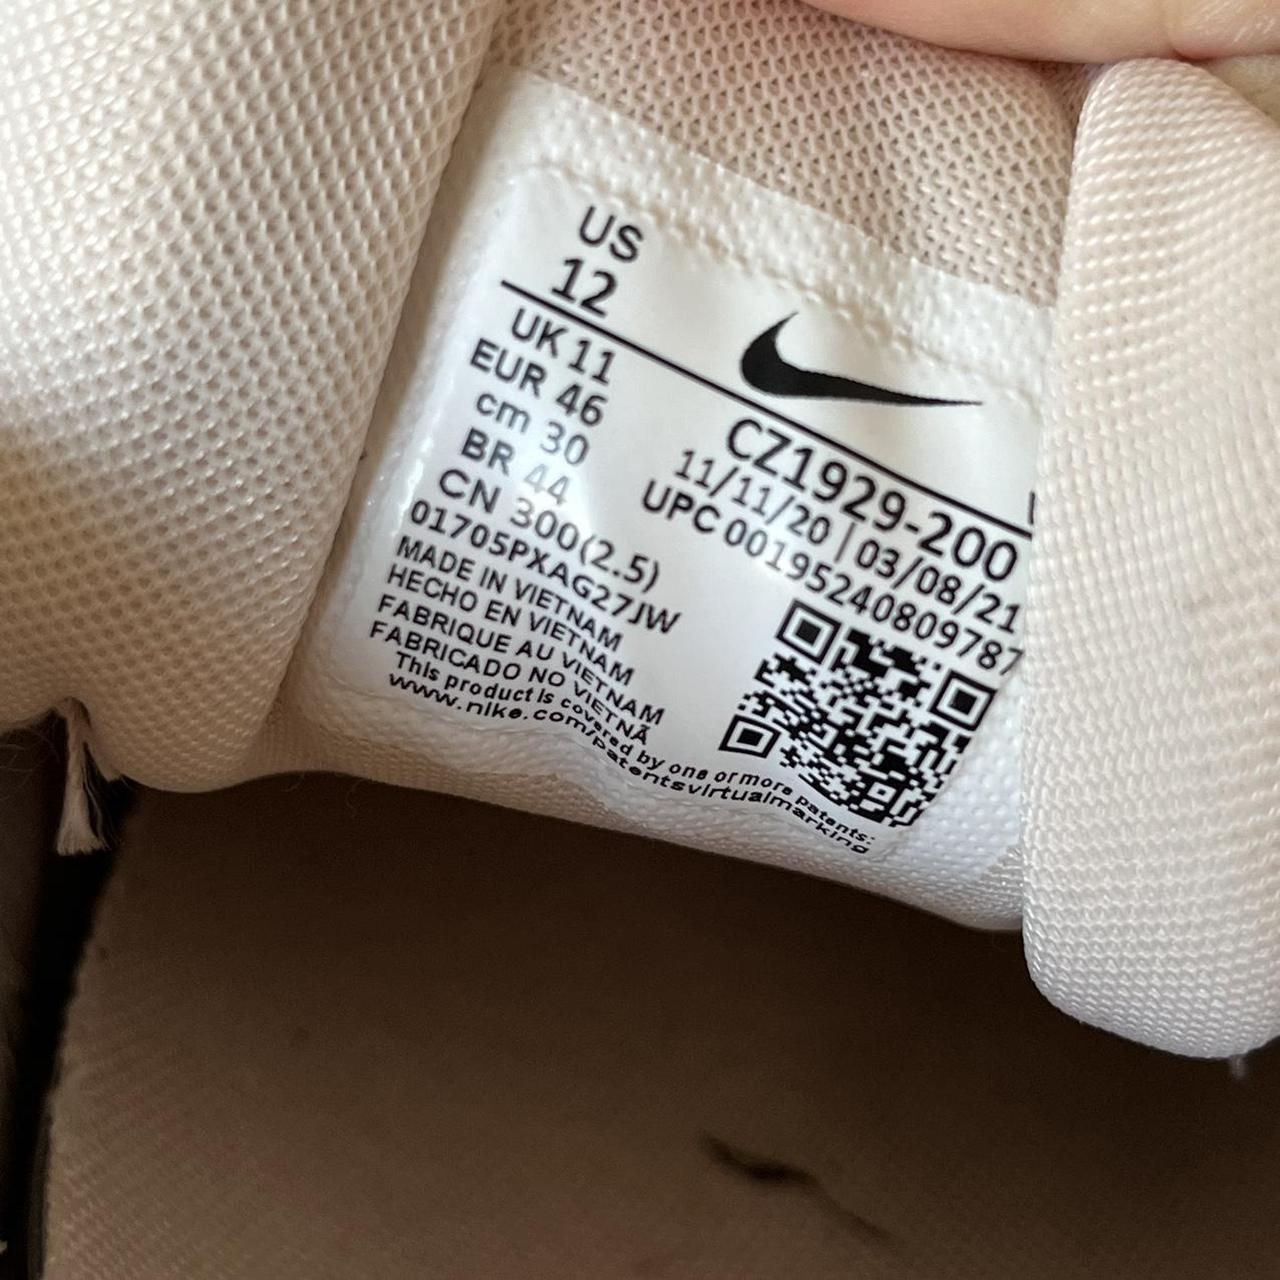 US
12
UK 11
EUR 46
cm 30
BR 44
CN 300(2.5)
01705PXAG27JW
MADE IN VIETNAM
HECHO EN VIETNAM
FABRIQUE AU VIETNAM
FABRICADO NO VIETNÃ
This product is covered by one or more patents:
www.nike.com/patentsvirtualmarking
CZ1929-200
11/11/20 | 03/08/21
UPC 00195240809787